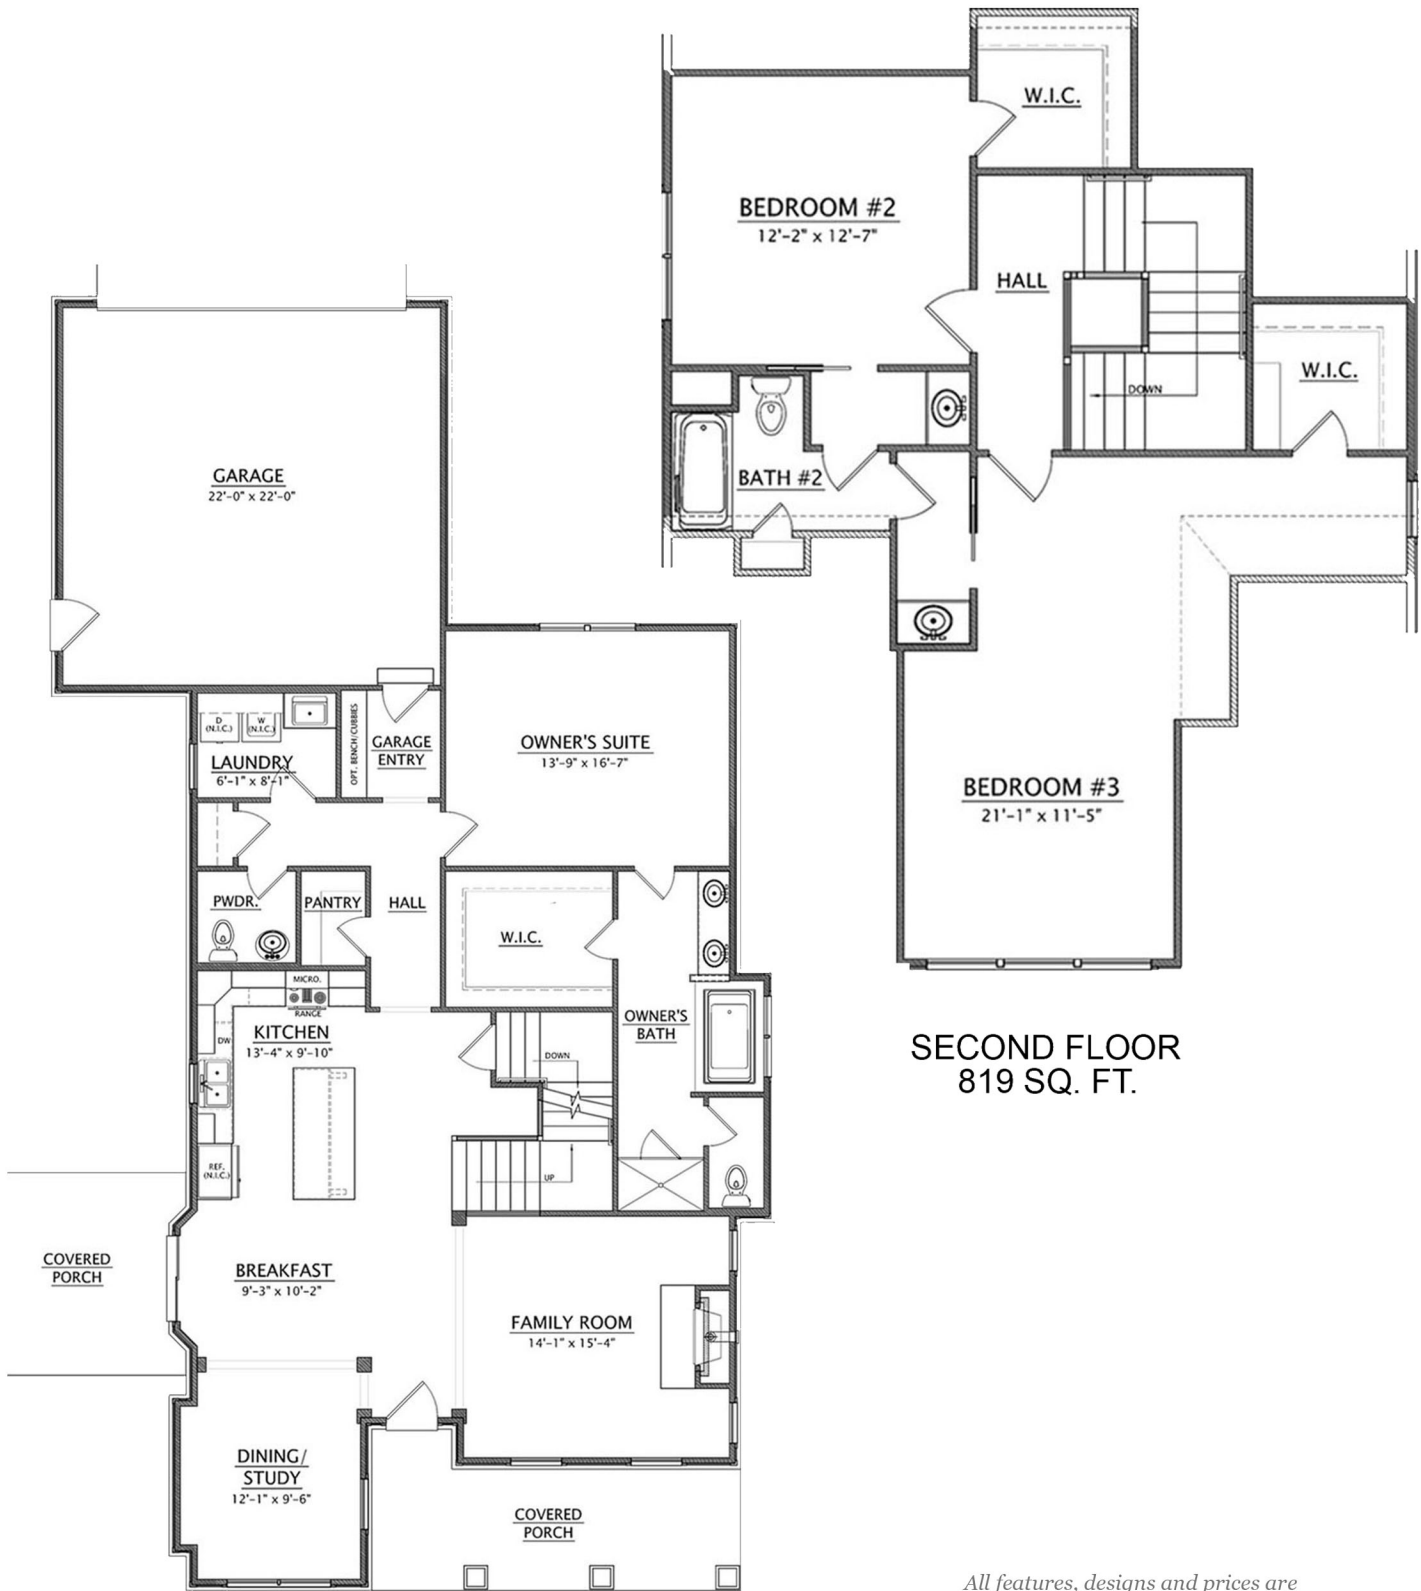 W.I.C.
BEDROOM #2
12'-2" x 12'-7"
HALL
W.I.C.
DOWN
BATH #2
BEDROOM #3
21'-1" x 11'-5"
SECOND FLOOR
819 SQ. FT.
GARAGE
22'-0" x 22'-0"
D
(N.I.C.)
W
(N.I.C.)
LAUNDRY
6'-1" x 8'-1"
OPT. BENCH/CUBBIES
GARAGE
ENTRY
OWNER'S SUITE
13'-9" x 16'-7"
PWDR.
PANTRY
HALL
W.I.C.
MICRO.
RANGE
KITCHEN
13'-4" x 9'-10"
DW
OWNER'S
BATH
DOWN
REF.
(N.I.C.)
UP
COVERED
PORCH
BREAKFAST
9'-3" x 10'-2"
FAMILY ROOM
14'-1" x 15'-4"
DINING/
STUDY
12'-1" x 9'-6"
COVERED
PORCH
All features, designs and prices are